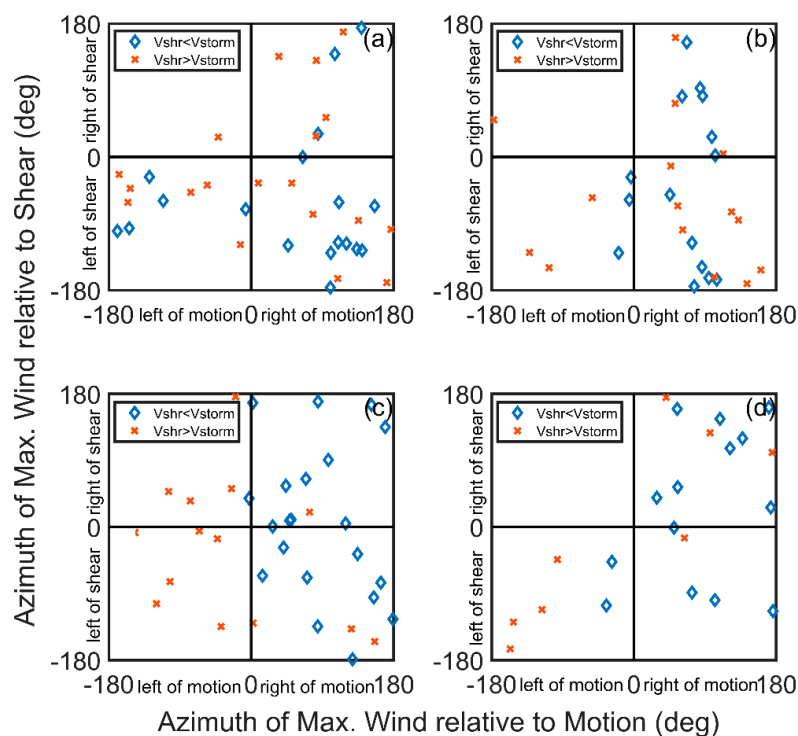 Azimuth of Max. Wind relative to Shear (deg)
180
right of shear
0
left of shear
-180
Vshr<Vstorm
Vshr>Vstorm
(a)
-180 left of motion 0 right of motion 180
180
right of shear
0
left of shear
-180
Vshr<Vstorm
Vshr>Vstorm
(b)
-180 left of motion 0 right of motion 180
180
right of shear
0
left of shear
-180
Vshr<Vstorm
Vshr>Vstorm
(c)
-180 left of motion 0 right of motion 180
180
right of shear
0
left of shear
-180
Vshr<Vstorm
Vshr>Vstorm
(d)
-180 left of motion 0 right of motion 180
Azimuth of Max. Wind relative to Motion (deg)